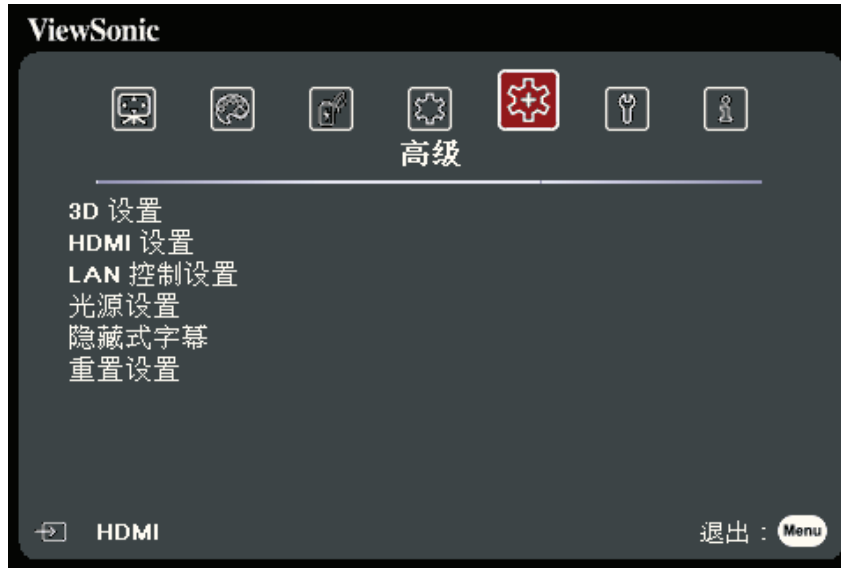 ViewSonic
高级
3D 设置
HDMI 设置
LAN 控制设置
光源设置
隐藏式字幕
重置设置
HDMI
退出 : Menu